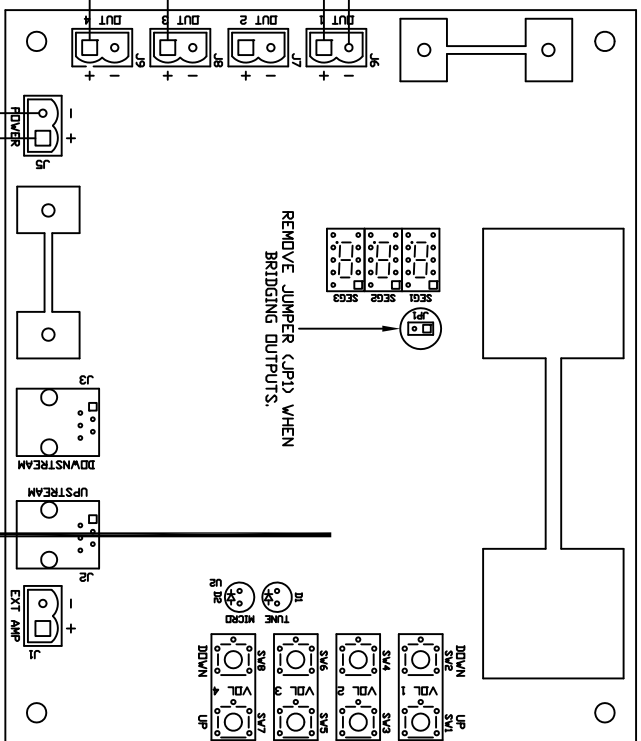 OUT 4
OUT 3
OUT 2
OUT 1
J9
J8
J7
J6
+ -
+ -
+ -
+ -
POWER
- +
J5
REMOVE JUMPER (JP1) WHEN
BRIDGING OUTPUTS.
SEG3
SEG2
SEG1
JP1
J3
DOWNSTREAM
UPSTREAM
J2
EXT AMP
- +
J1
U2
D2
MICRO
TUNE
D1
DOWN
VOL 4
UP
SW8
SW7
VOL 3
SW6
SW5
VOL 2
SW4
SW3
VOL 1
SW2
SW1
DOWN
UP